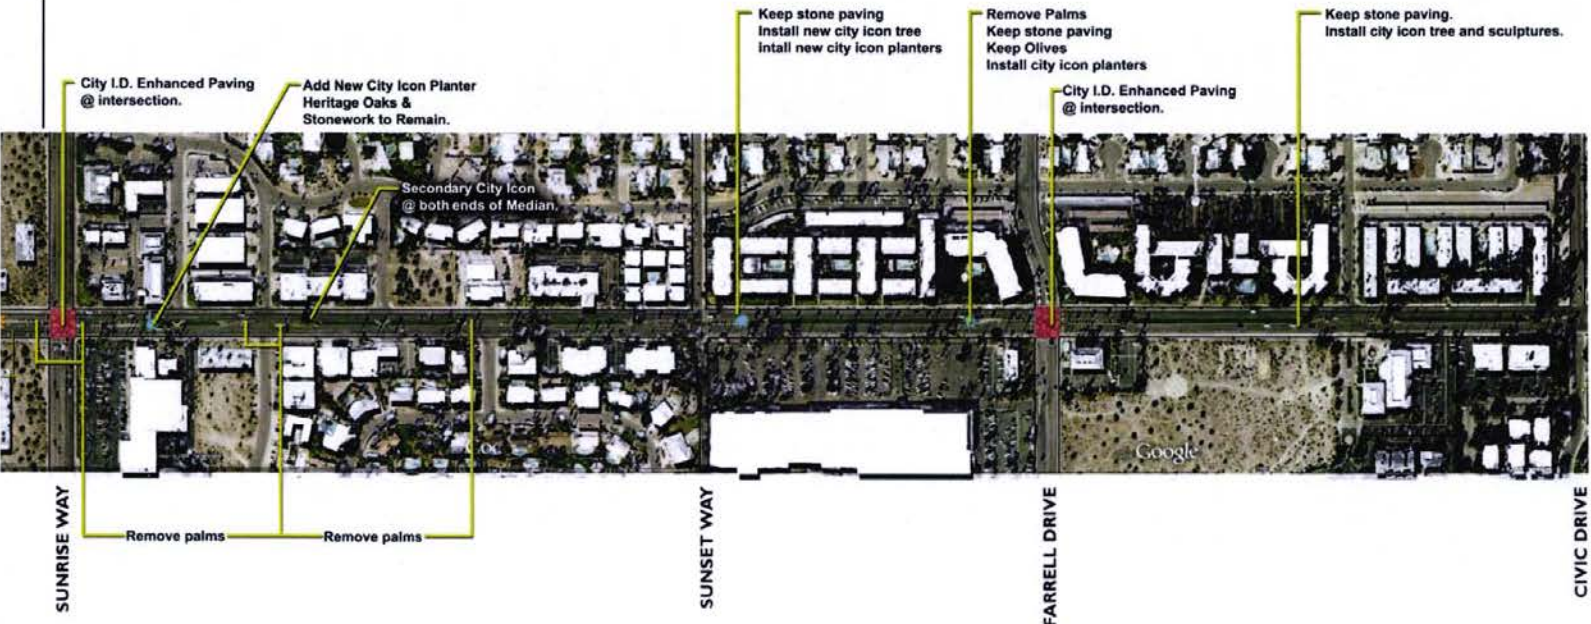 Keep stone paving
Install new city icon tree
Intall new city icon planters
Remove Palms
Keep stone paving
Keep Olives
Install city icon planters
Keep stone paving.
Install city icon tree and sculptures.
City I.D. Enhanced Paving
@ intersection.
Add New City Icon Planter
Heritage Oaks &
Stonework to Remain.
City I.D. Enhanced Paving
@ intersection.
Secondary City Icon
@ both ends of Median.
Google
Remove palms
Remove palms
SUNRISE WAY
SUNSET WAY
FARRELL DRIVE
CIVIC DRIVE